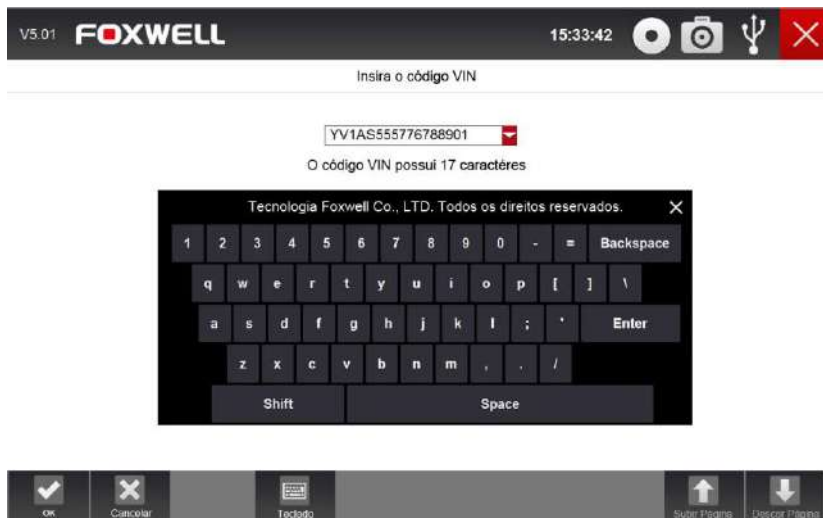 V5.01 FOXWELL 15:33:42
Insira o código VIN
YV1AS555776788901
O código VIN possui 17 caractéres
Tecnologia Foxwell Co., LTD. Todos os direitos reservados.
1 2 3 4 5 6 7 8 9 0 - = Backspace
q w e r t y u i o p [ ] \
a s d f g h j k l ; ' Enter
z x c v b n m , . /
Shift Space
OK Cancelar Teclado Subir Página Descer Página